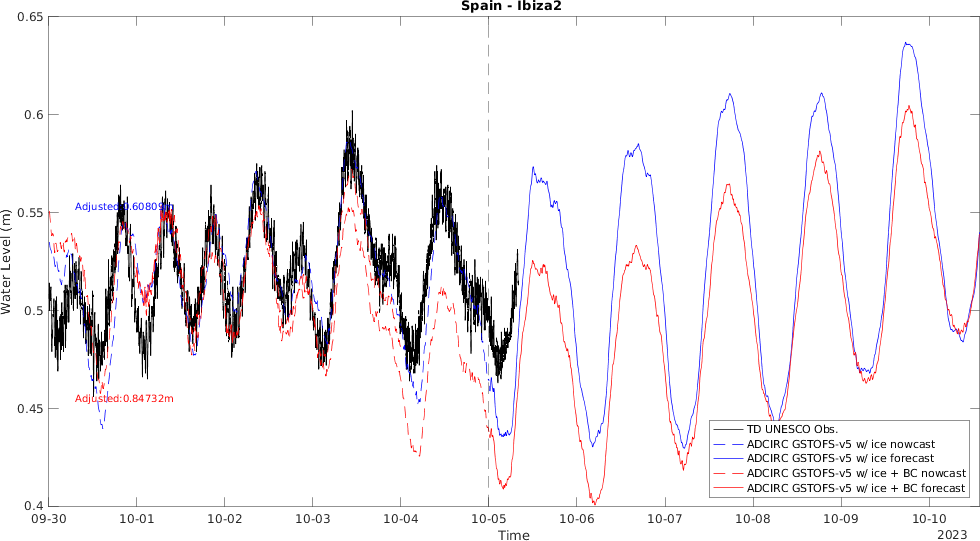 Spain - Ibiza2
0.65
0.6
0.55
0.5
0.45
0.4
Water Level (m)
Adjusted:0.60809m
Adjusted:0.84732m
TD UNESCO Obs.
ADCIRC GSTOFS-v5 w/ ice nowcast
ADCIRC GSTOFS-v5 w/ ice forecast
ADCIRC GSTOFS-v5 w/ ice + BC nowcast
ADCIRC GSTOFS-v5 w/ ice + BC forecast
09-30 10-01 10-02 10-03 10-04 10-05 10-06 10-07 10-08 10-09 10-10
Time
2023